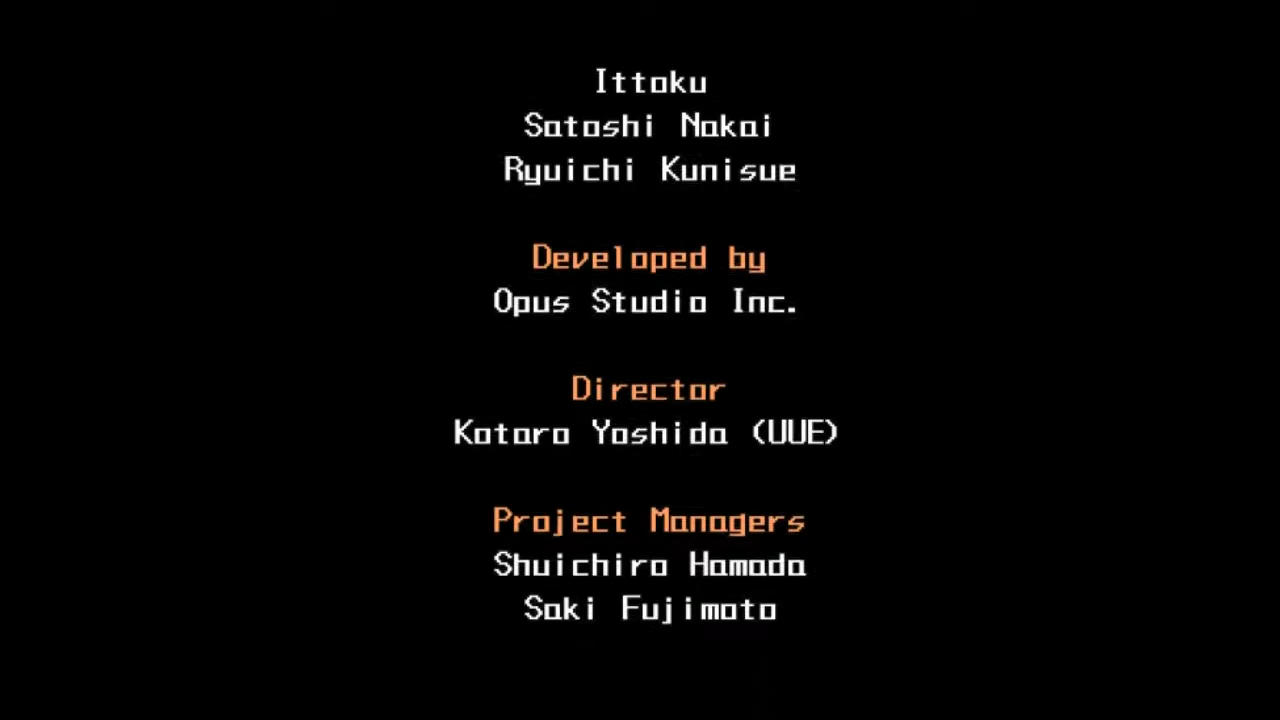 Ittoku
Satoshi Nakai
Ryuichi Kunisue
Developed by
Opus Studio Inc.
Director
Kotaro Yoshida (UUE)
Project Managers
Shuichiro Hamada
Saki Fujimoto